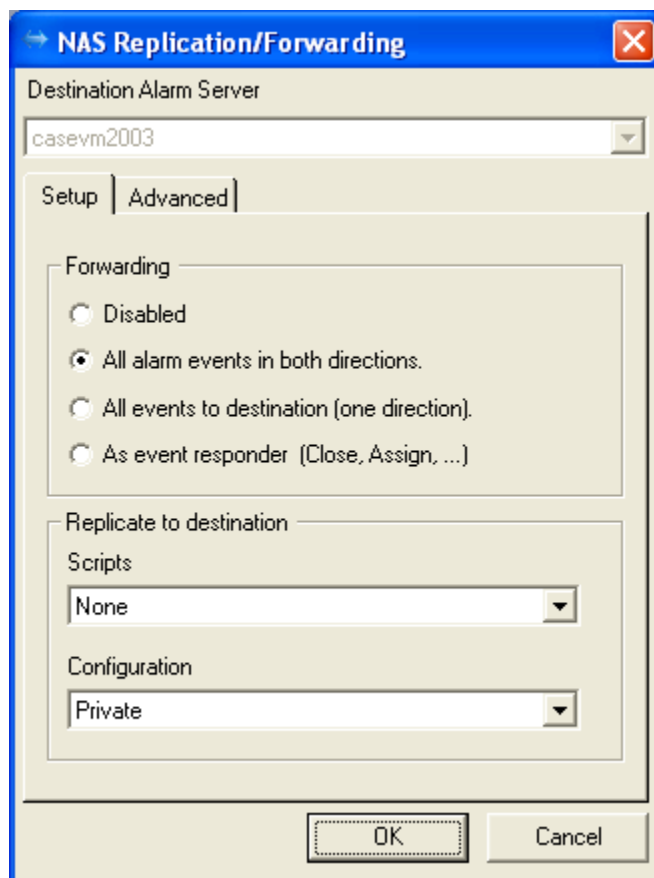 NAS Replication/Forwarding
Destination Alarm Server
casevm2003
Setup
Advanced
Forwarding
Disabled
All alarm events in both directions.
All events to destination (one direction).
As event responder (Close, Assign, ...)
Replicate to destination
Scripts
None
Configuration
Private
OK
Cancel